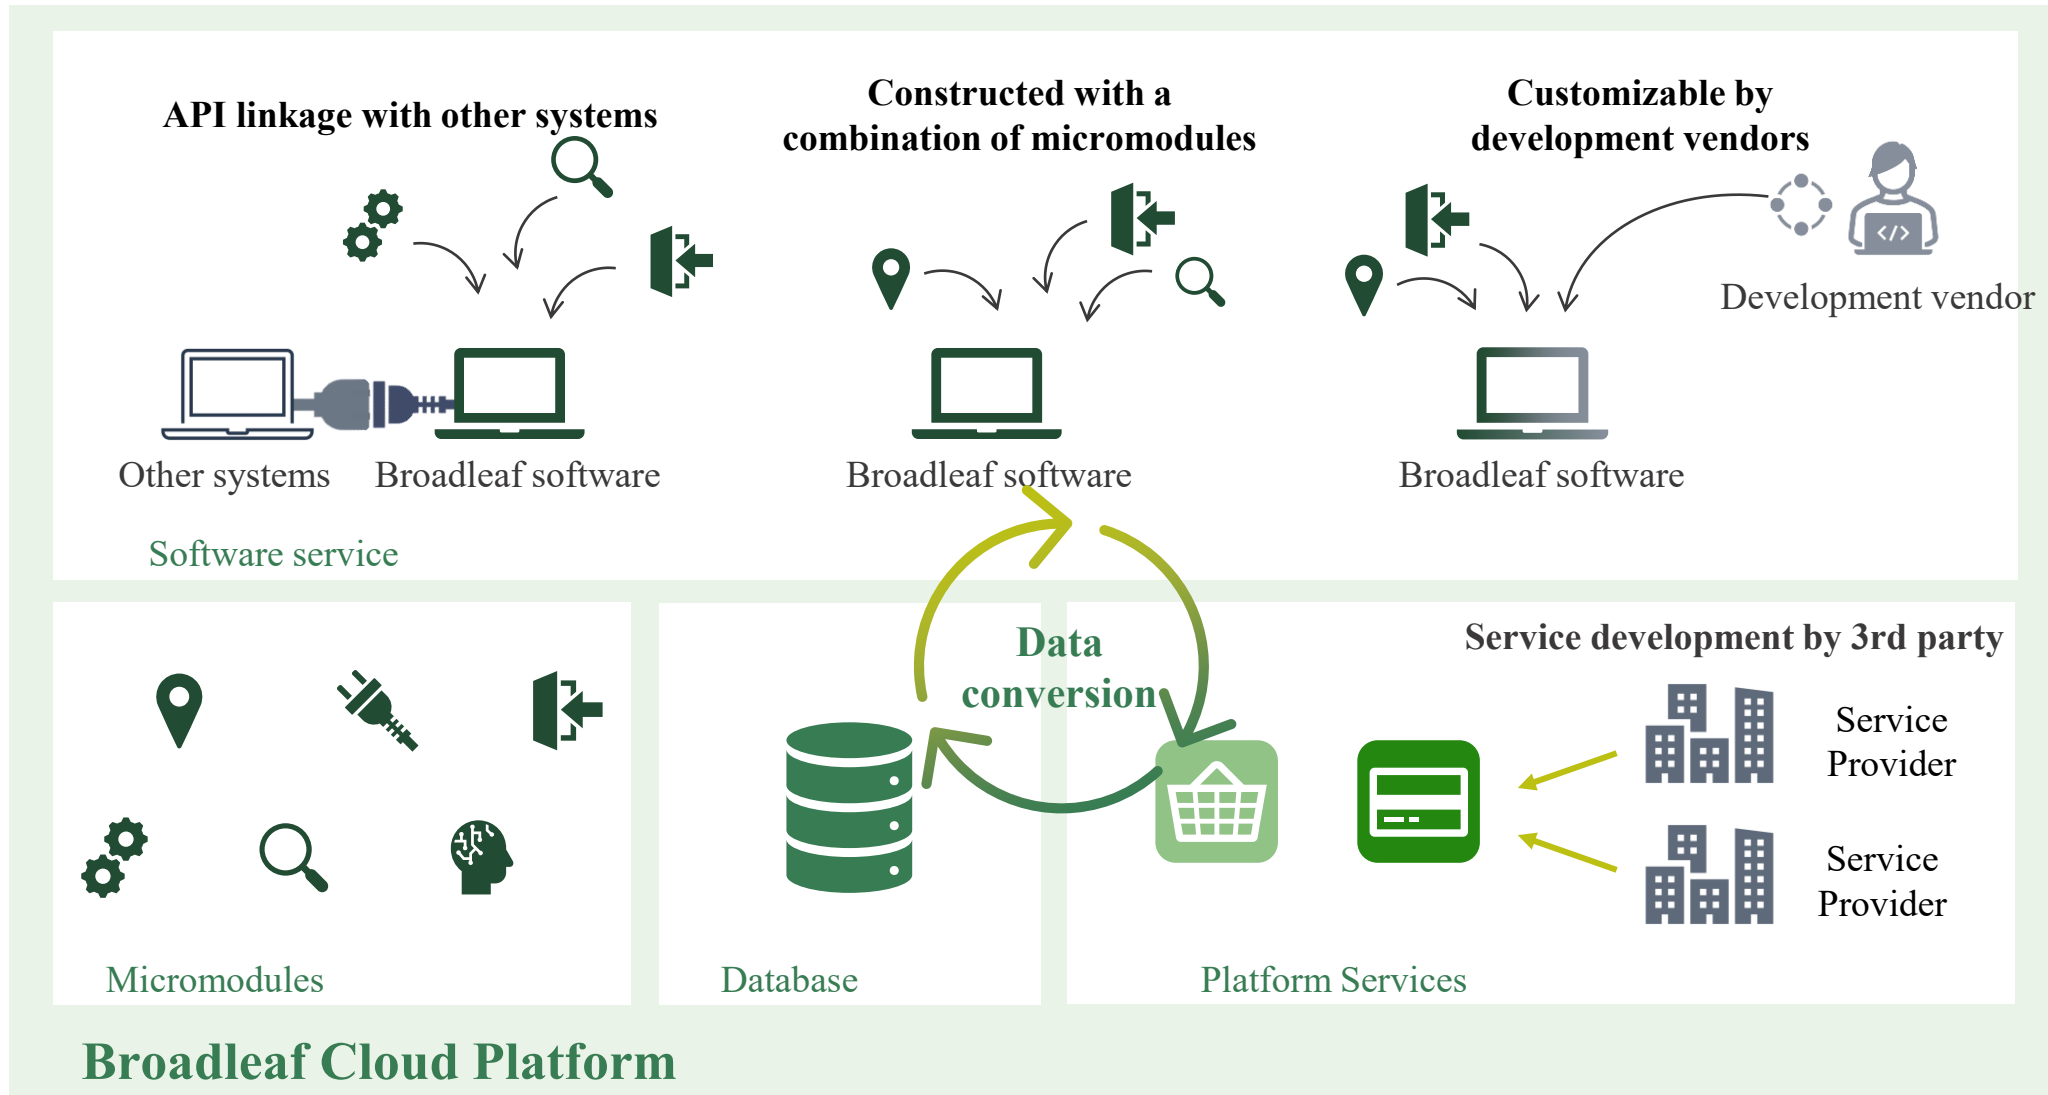 API linkage with other systems
Constructed with a
combination of micromodules
Customizable by
development vendors
Development vendor
</>
Other systems
Broadleaf software
Broadleaf software
Broadleaf software
Software service
Data
conversion
Service development by 3rd party
Service
Provider
Service
Provider
Micromodules
Database
Platform Services
Broadleaf Cloud Platform